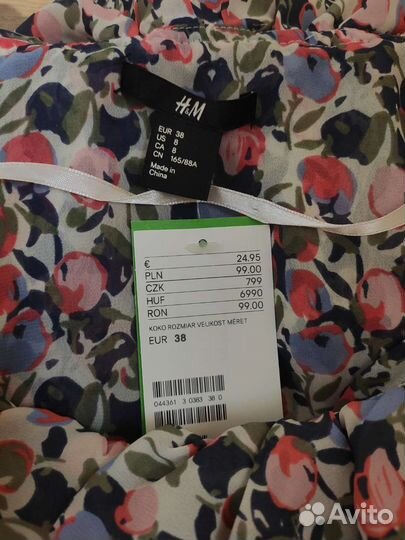 H&M
EUR 38
US 8
CA 8
CN 165/88A
Made in
China
€ 24.95
PLN 99.00
CZK 799
HUF 6990
RON 99.00
KOKO ROZMIAR VELIKOST MÉRET
EUR 38
044361 3 0383 38 0
Avito